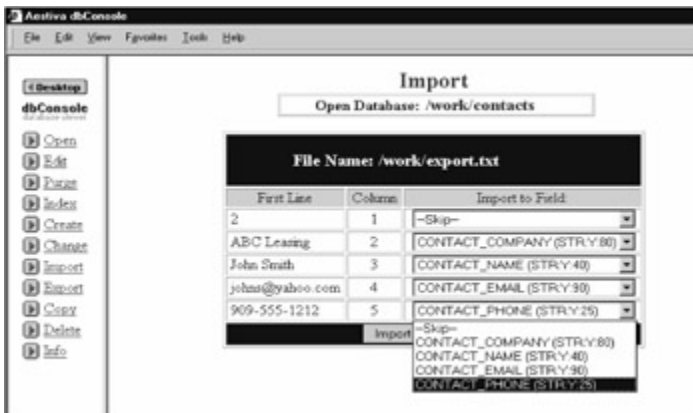 Aestiva dbConsole
File Edit View Favorites Tools Help
Desktop
dbConsole
Open
Edit
Purge
Index
Create
Change
Import
Export
Copy
Delete
Info
Import
Open Database: /work/contacts
File Name: /work/export.txt
First Line Column Import to Field
2 1 --Skip--
ABC Leasing 2 CONTACT_COMPANY (STR:Y:80)
John Smith 3 CONTACT_NAME (STR:Y:40)
johns@yahoo.com 4 CONTACT_EMAIL (STR:Y:90)
909-555-1212 5 CONTACT_PHONE (STR:Y:25)
Import
--Skip--
CONTACT_COMPANY (STR:Y:80)
CONTACT_NAME (STR:Y:40)
CONTACT_EMAIL (STR:Y:90)
CONTACT_PHONE (STR:Y:25)